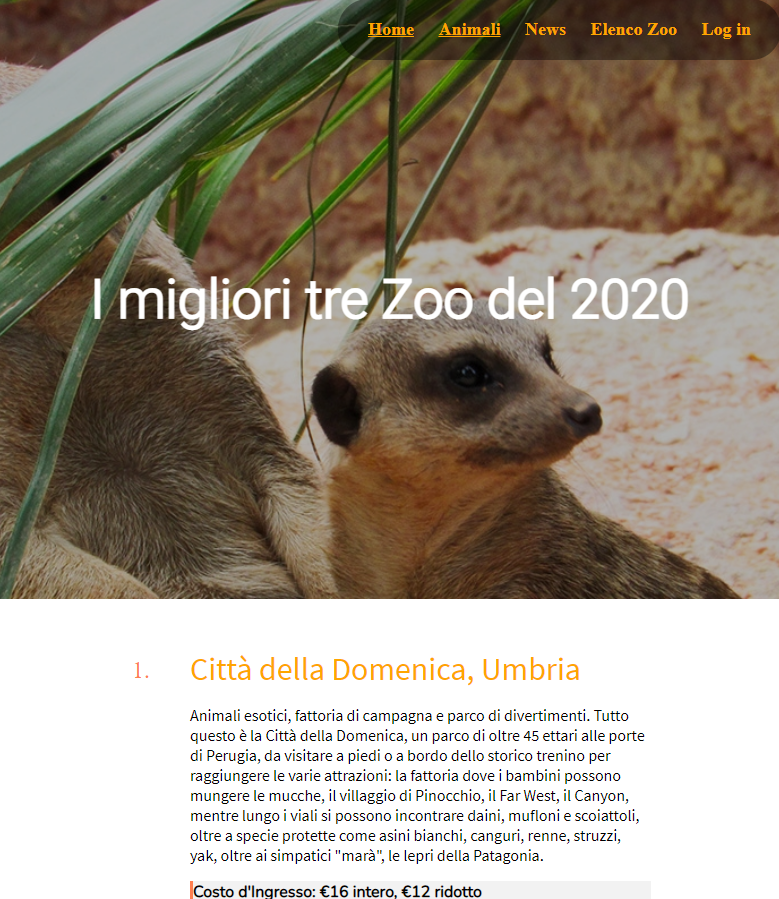 Home Animali News Elenco Zoo Log in
I migliori tre Zoo del 2020
1. Città della Domenica, Umbria
Animali esotici, fattoria di campagna e parco di divertimenti. Tutto
questo è la Città della Domenica, un parco di oltre 45 ettari alle porte
di Perugia, da visitare a piedi o a bordo dello storico trenino per
raggiungere le varie attrazioni: la fattoria dove i bambini possono
mungere le mucche, il villaggio di Pinocchio, il Far West, il Canyon,
mentre lungo i viali si possono incontrare daini, mufloni e scoiattoli,
oltre a specie protette come asini bianchi, canguri, renne, struzzi,
yak, oltre ai simpatici "marà", le lepri della Patagonia.
Costo d'Ingresso: €16 intero, €12 ridotto